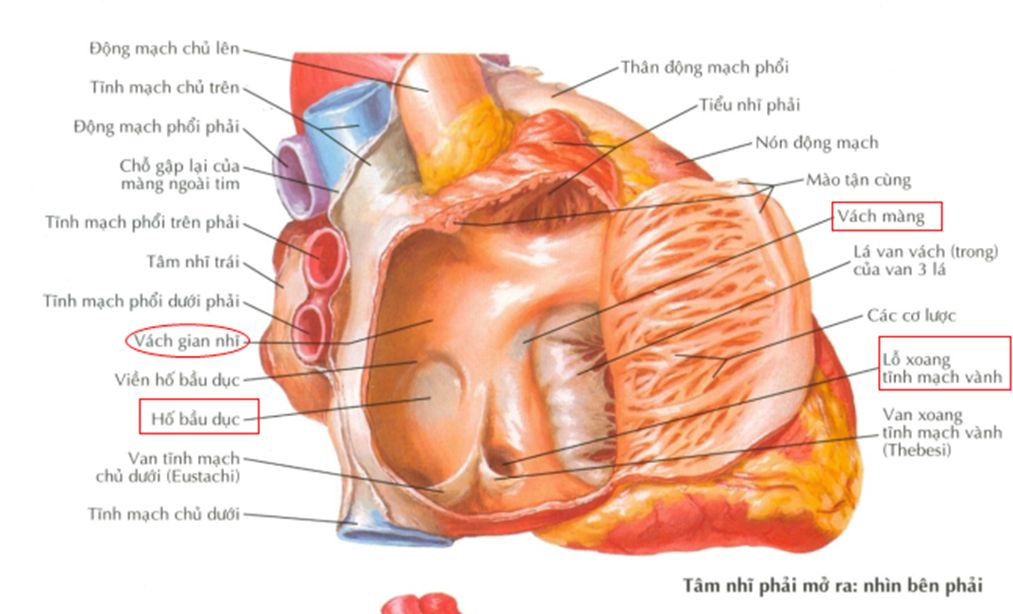 Động mạch chủ lên
Tĩnh mạch chủ trên
Động mạch phổi phải
Chỗ gập lại của
màng ngoài tim
Tĩnh mạch phổi trên phải
Tâm nhĩ trái
Tĩnh mạch phổi dưới phải
Vách gian nhĩ
Viền hố bầu dục
Hố bầu dục
Van tĩnh mạch
chủ dưới (Eustachi)
Tĩnh mạch chủ dưới
Thân động mạch phổi
Tiểu nhĩ phải
Nón động mạch
Mào tận cùng
Vách màng
Lá van vách (trong)
của van 3 lá
Các cơ lược
Lỗ xoang
tĩnh mạch vành
Van xoang
tĩnh mạch vành
(Thebesi)
Tâm nhĩ phải mở ra: nhìn bên phải